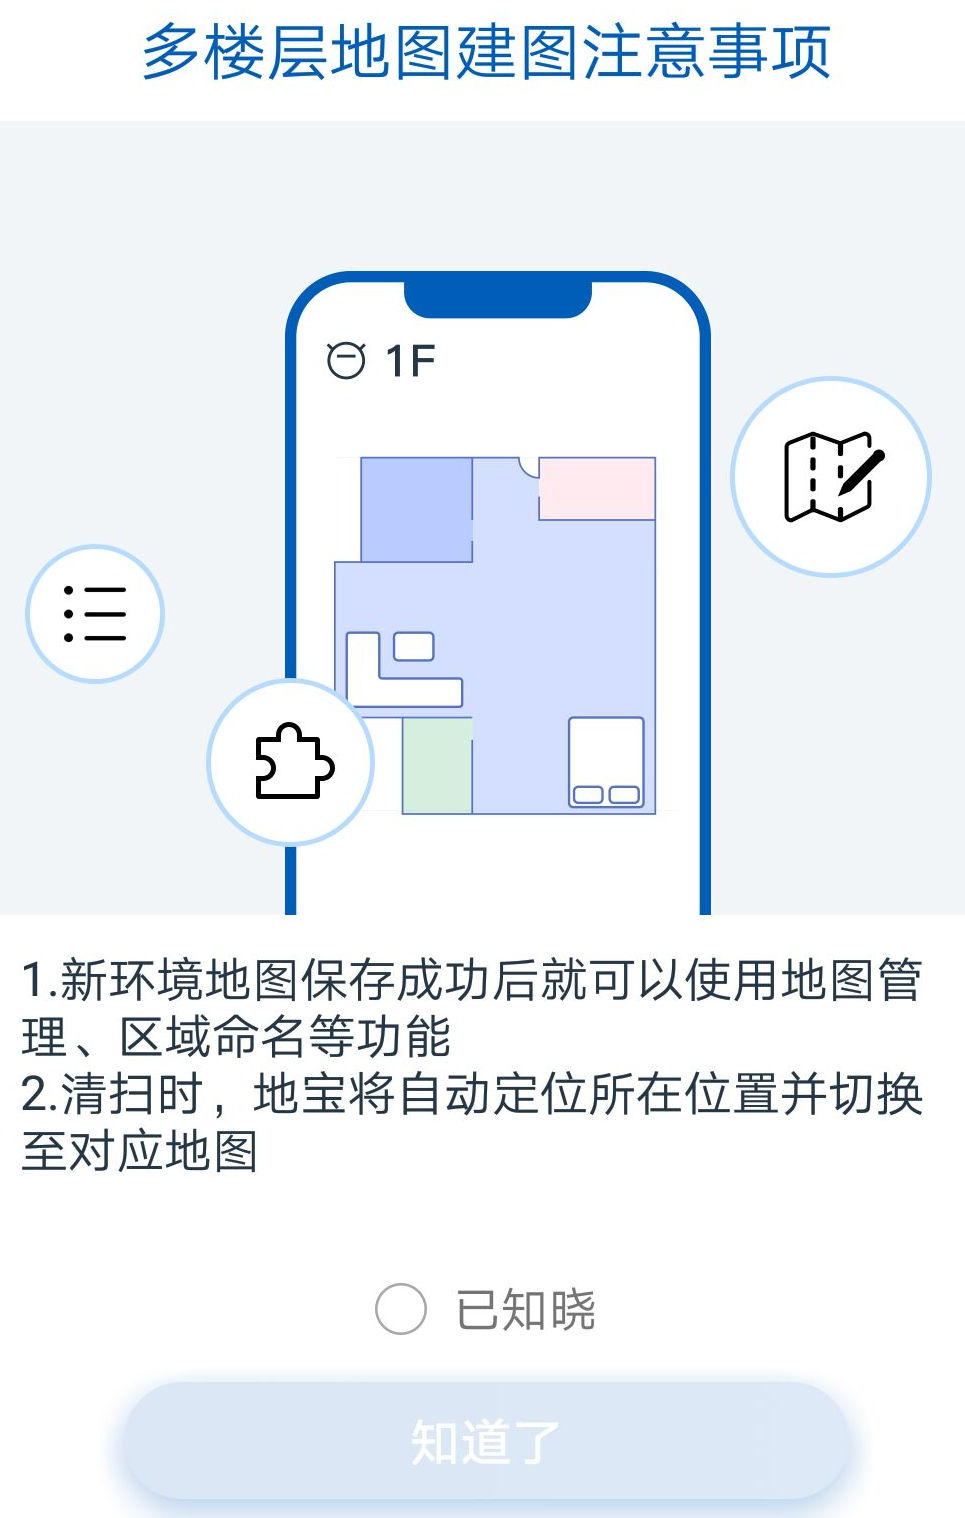 多楼层地图建图注意事项
1F
1.新环境地图保存成功后就可以使用地图管
理、区域命名等功能
2.清扫时，地宝将自动定位所在位置并切换
至对应地图
已知晓
知道了